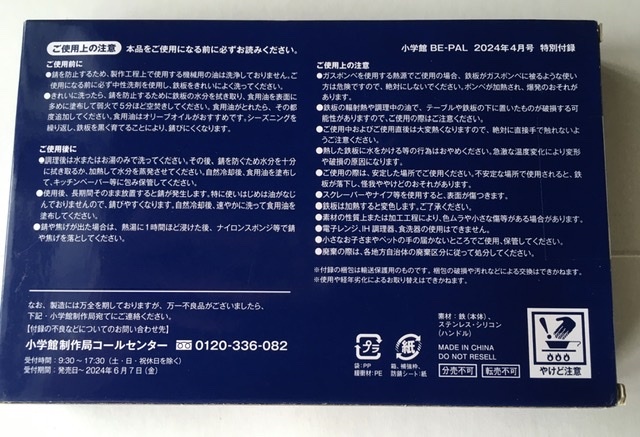 ご使用上の注意 本品をご使用になる前に必ずお読みください。
小学館 BE-PAL 2024年4月号 特別付録
ご使用前に
●錆を防止するため、製作工程上で使用する機械用の油は洗浄しておりません。ご
使用になる前に必ず中性洗剤を使用し、鉄板をきれいによく洗ってください。
●きれいに洗ったら、錆を防止するため、鉄板の水分を拭き取り、食用油を表面に
多めに塗布して弱火で5分ほど空焚きしてください。食用油がとれたら、その都
度追加してください。食用油はオリーブオイルがおすすめです。シーズニングを
繰り返し、鉄板を黒く育てることにより、錆びにくくなります。
ご使用後に
●調理後は水またはお湯のみで洗ってください。その後、錆を防ぐため水分を十分
に拭き取るか、加熱して水分を蒸発させてください。自然冷却後、食用油を塗布し
て、キッチンペーパー等に包み保管してください。
●使用後、長期間そのまま放置すると錆が発生します。特に使いはじめは油がなじ
んでおりませんので、錆びやすくなります。自然冷却後、速やかに洗って食用油を
塗布してください。
●錆や焦げが出た場合は、熱湯に1時間ほど浸けた後、ナイロンスポンジ等で錆
や焦げを落としてください。
ご使用上の注意
●ガスボンベを使用する熱源でご使用の場合、鉄板がガスボンベに被るような使い
方は危険ですので、絶対にしないでください。ボンベが加熱され、爆発のおそれが
あります。
●鉄板の輻射熱や調理中の油で、テーブルや鉄板の下に置いたものが破損する可
能性がありますので、ご使用の際はご注意ください。
●ご使用中およびご使用直後は大変熱くなりますので、絶対に直接手で触れないよ
うご注意ください。
●熱した鉄板に水をかける等の行為はおやめください。急激な温度変化により変形
や破損の原因になります。
●ご使用の際は、安定した場所でご使用ください。不安定な場所で使用されると、鉄
板が落下し、怪我ややけどのおそれがあります。
●スクレーパーやナイフ等を使用すると、表面が傷つきます。
●鉄板は加熱すると変色します。ご了承ください。
●素材の性質上または加工工程により、色ムラや小さな傷等がある場合があります。
●電子レンジ、IH調理器、食洗器の使用はできません。
●小さなお子さまやペットの手の届かないところでご使用、保管してください。
●廃棄の際は、各地方自治体の廃棄区分に従って処分してください。
※付録の梱包は輸送保護用のものです。梱包の破損や汚れなどによる交換はできかねます。
※使用や経年劣化によるお取り替えはできかねます。
なお、製造には万全を期しておりますが、万一不良品がございましたら、
下記・小学館制作局宛てにご連絡ください。
【付録の不良などについてのお問い合わせ先】
小学館制作局コールセンター 0120-336-082
受付時間:9:30～17:30(土・日・祝休日を除く)
受付期間:発売日～2024年6月7日(金)
プラ
袋:PP
緩衝材:PE
紙
箱、補強枠、
防錆シート:紙
素材:鉄(本体)、
ステンレス・シリコン
(ハンドル)
MADE IN CHINA
DO NOT RESELL
分売不可 転売不可
やけど注意